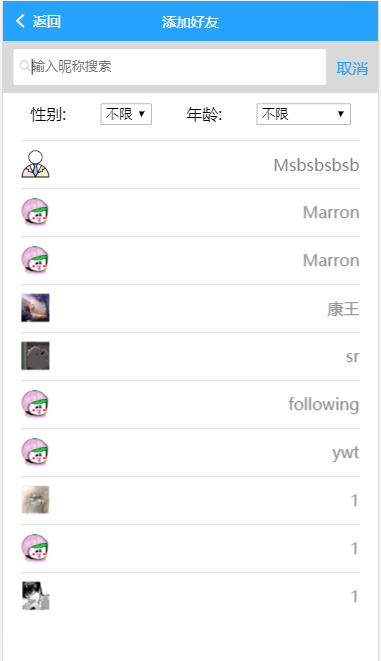 返回 添加好友
输入昵称搜索 取消
性别: 不限 年龄: 不限
Msbsbsbsb
Marron
Marron
康王
sr
following
ywt
1
1
1